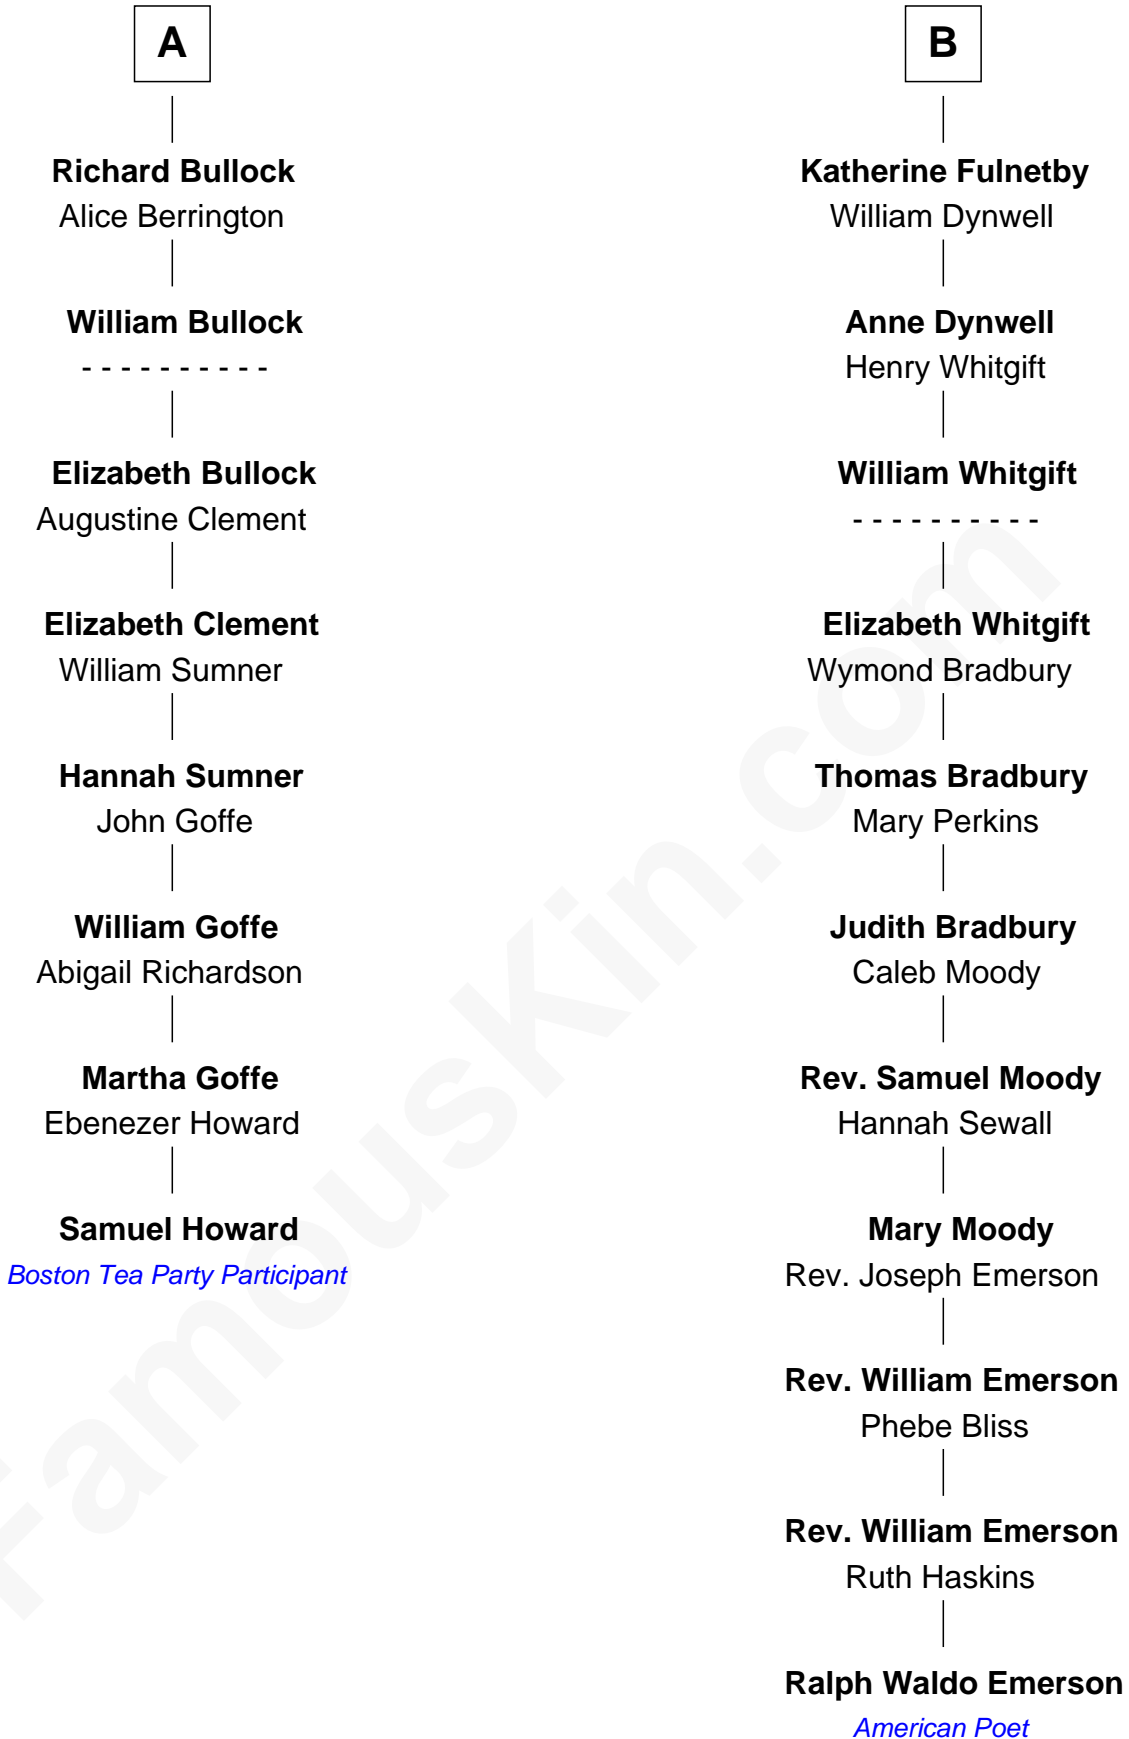 A
Richard Bullock
Alice Berrington
William Bullock
- - - - - - - - - -
Elizabeth Bullock
Augustine Clement
Elizabeth Clement
William Sumner
Hannah Sumner
John Goffe
William Goffe
Abigail Richardson
Martha Goffe
Ebenezer Howard
Samuel Howard
Boston Tea Party Participant
B
Katherine Fulnetby
William Dynwell
Anne Dynwell
Henry Whitgift
William Whitgift
- - - - - - - - - -
Elizabeth Whitgift
Wymond Bradbury
Thomas Bradbury
Mary Perkins
Judith Bradbury
Caleb Moody
Rev. Samuel Moody
Hannah Sewall
Mary Moody
Rev. Joseph Emerson
Rev. William Emerson
Phebe Bliss
Rev. William Emerson
Ruth Haskins
Ralph Waldo Emerson
American Poet
FamousKin.com